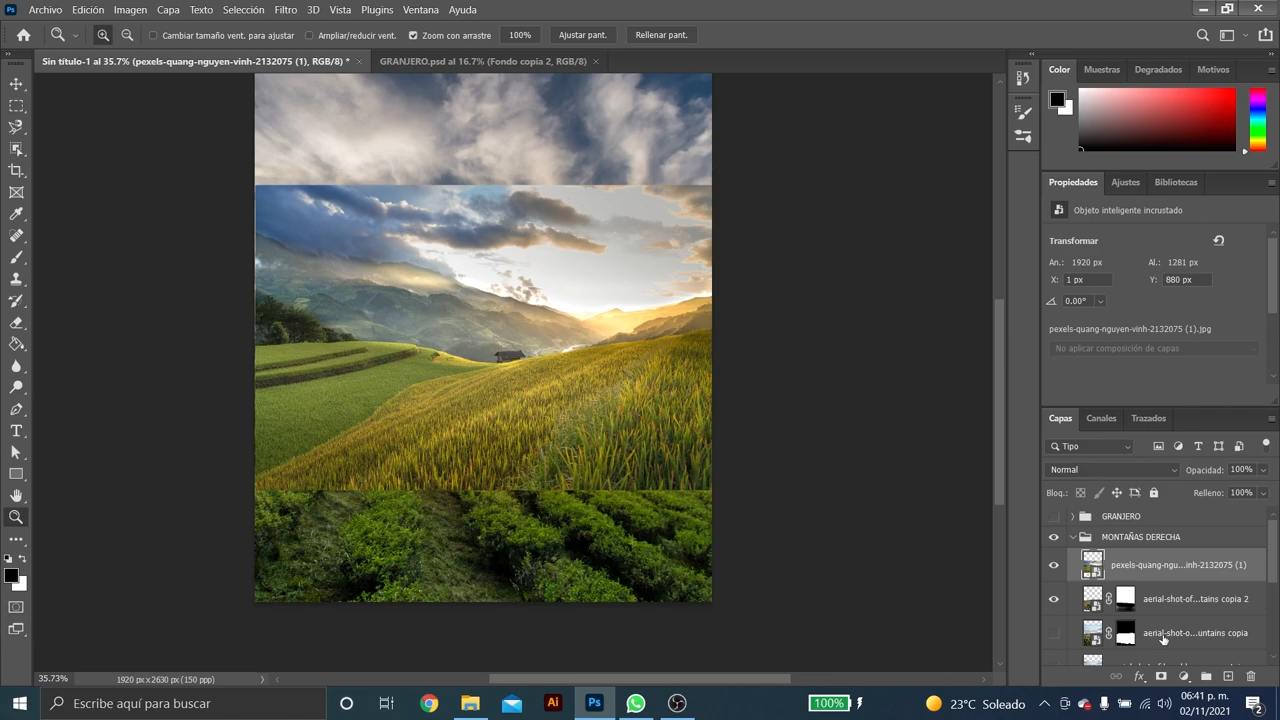 Archivo Edición Imagen Capa Texto Selección Filtro 3D Vista Plugins Ventana Ayuda
Cambiar tamaño vent. para ajustar Ampliar/reducir vent. Zoom con arrastre 100% Ajustar pant. Rellenar pant.
Sin título-1 al 35.7% (pexels-quang-nguyen-vinh-2132075 (1), RGB/8) * × GRANJERO.psd al 16.7% (Fondo copia 2, RGB/8) ×
Color Muestras Degradados Motivos
Propiedades Ajustes Bibliotecas
Objeto inteligente incrustado
Transformar
An.: 1920 px Al.: 1281 px
X: 1 px Y: 880 px
0.00°
pexels-quang-nguyen-vinh-2132075 (1).jpg
No aplicar composición de capas
Capas Canales Trazados
Tipo
Normal Opacidad: 100%
Bloq.: Relleno: 100%
GRANJERO
MONTAÑAS DERECHA
pexels-quang-ngu...inh-2132075 (1)
aerial-shot-of...tains copia 2
aerial-shot-o...untains copia
35.73% 1920 px x 2630 px (150 ppp)
Escribe aquí para buscar
Ai Ps
100% 23°C Soleado 06:41 p. m.
02/11/2021
2